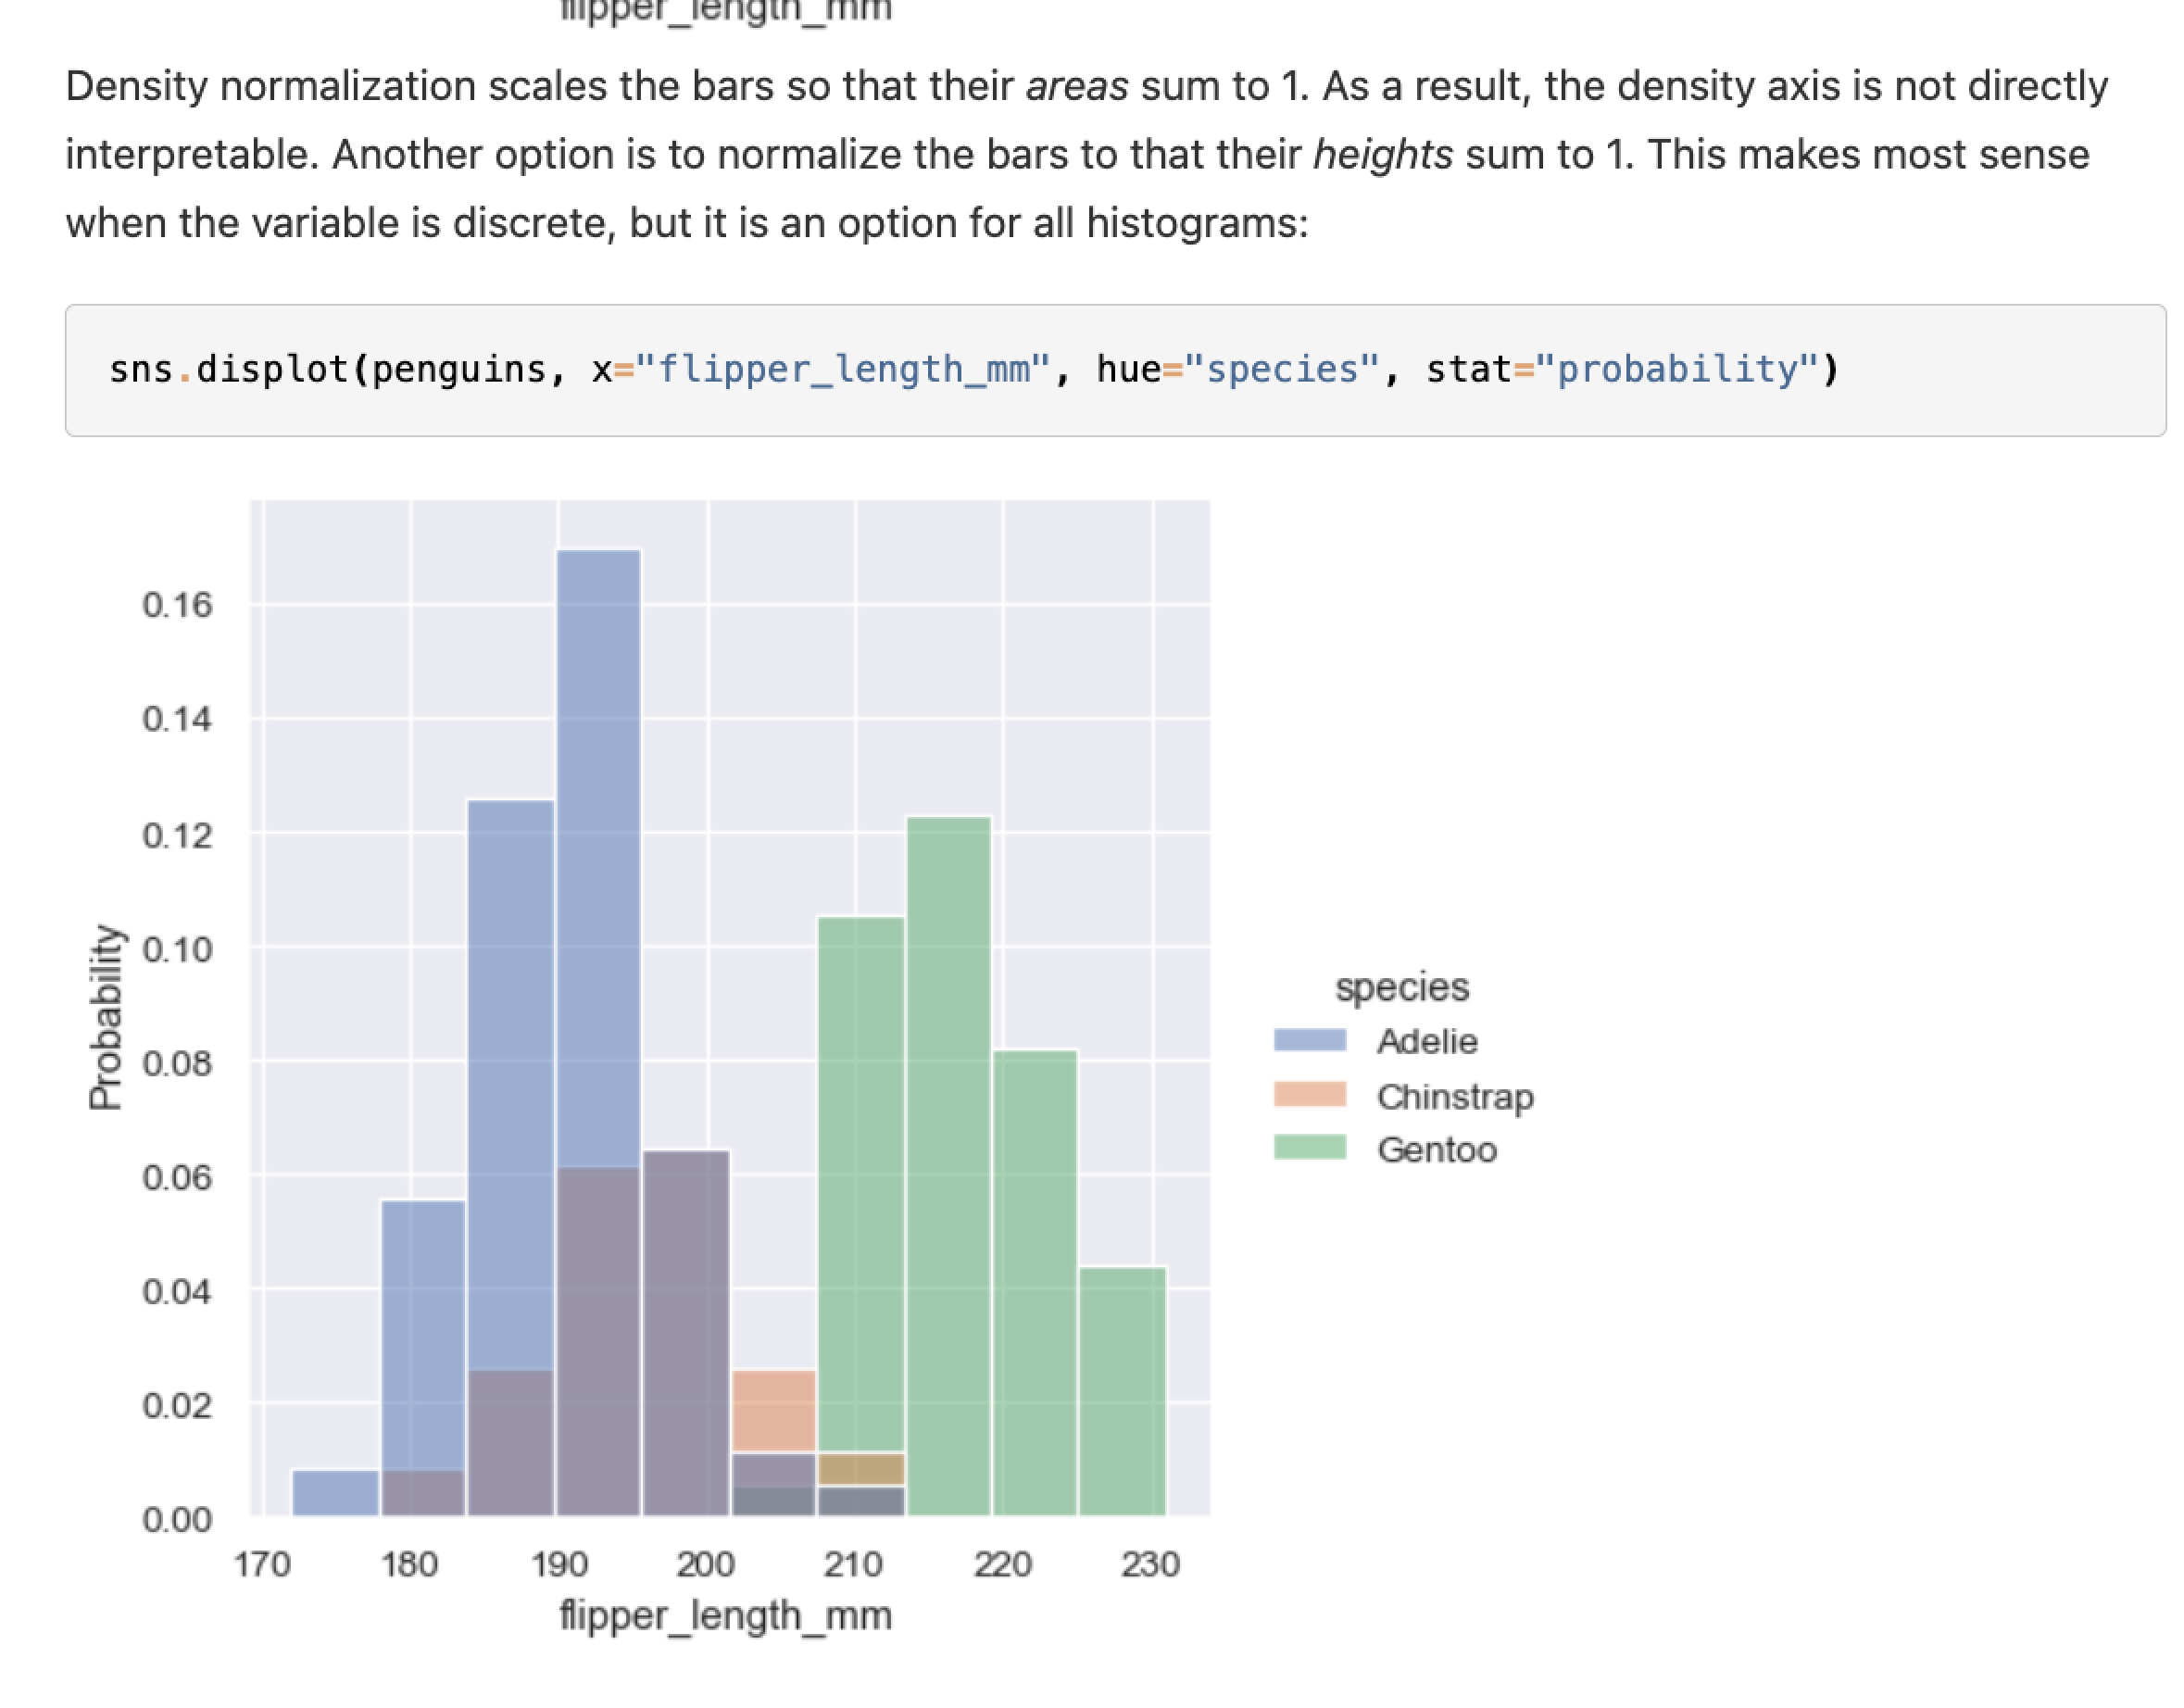 flipper_length_mm
Density normalization scales the bars so that their areas sum to 1. As a result, the density axis is not directly
interpretable. Another option is to normalize the bars to that their heights sum to 1. This makes most sense
when the variable is discrete, but it is an option for all histograms:
sns.displot(penguins, x="flipper_length_mm", hue="species", stat="probability")
0.16
0.14
0.12
0.10
0.08
0.06
0.04
0.02
0.00
Probability
170 180 190 200 210 220 230
flipper_length_mm
species
Adelie
Chinstrap
Gentoo